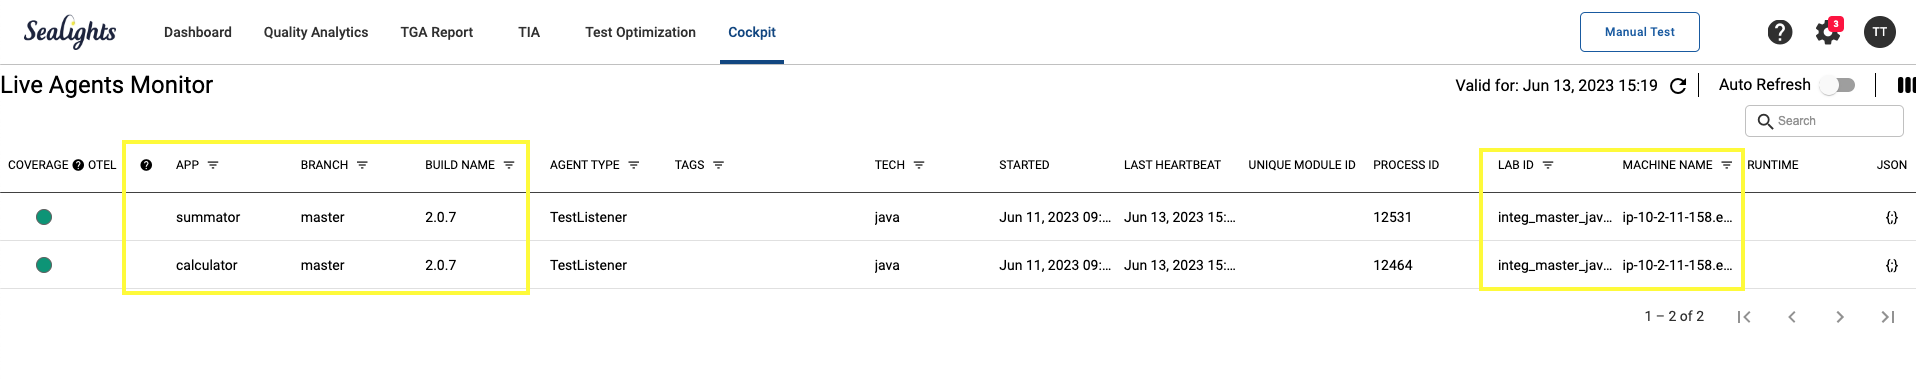 SeaLights Dashboard Quality Analytics TGA Report TIA Test Optimization Cockpit Manual Test ? 3 TT
Live Agents Monitor Valid for: Jun 13, 2023 15:19 Auto Refresh
Search
COVERAGE ? OTEL ? APP BRANCH BUILD NAME AGENT TYPE TAGS TECH STARTED LAST HEARTBEAT UNIQUE MODULE ID PROCESS ID LAB ID MACHINE NAME RUNTIME JSON
summator master 2.0.7 TestListener java Jun 11, 2023 09:... Jun 13, 2023 15:... 12531 integ_master_jav... ip-10-2-11-158.e... {;}
calculator master 2.0.7 TestListener java Jun 11, 2023 09:... Jun 13, 2023 15:... 12464 integ_master_jav... ip-10-2-11-158.e... {;}
1 – 2 of 2